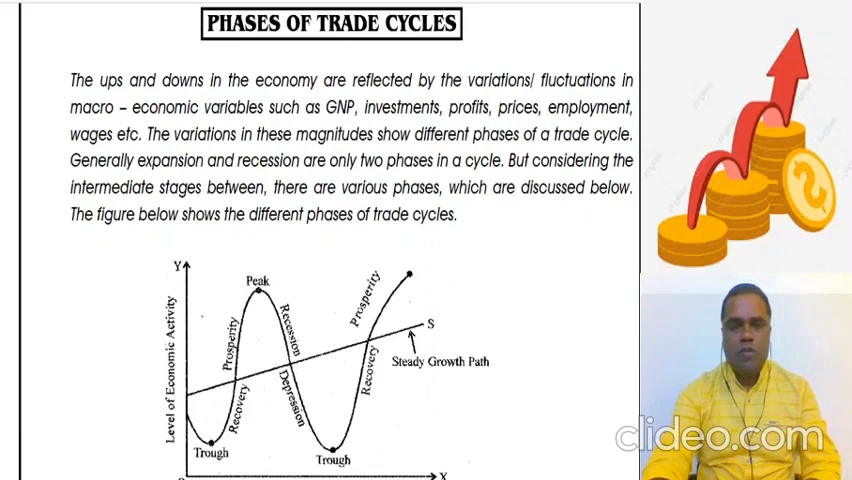 PHASES OF TRADE CYCLES
The ups and downs in the economy are reflected by the variations/ fluctuations in
macro – economic variables such as GNP, investments, profits, prices, employment,
wages etc. The variations in these magnitudes show different phases of a trade cycle.
Generally expansion and recession are only two phases in a cycle. But considering the
intermediate stages between, there are various phases, which are discussed below.
The figure below shows the different phases of trade cycles.
Y
Peak
Prosperity
Recession
Prosperity
S
Steady Growth Path
Level of Economic Activity
Recovery
Depression
Recovery
Trough
Trough
X
clideo.com